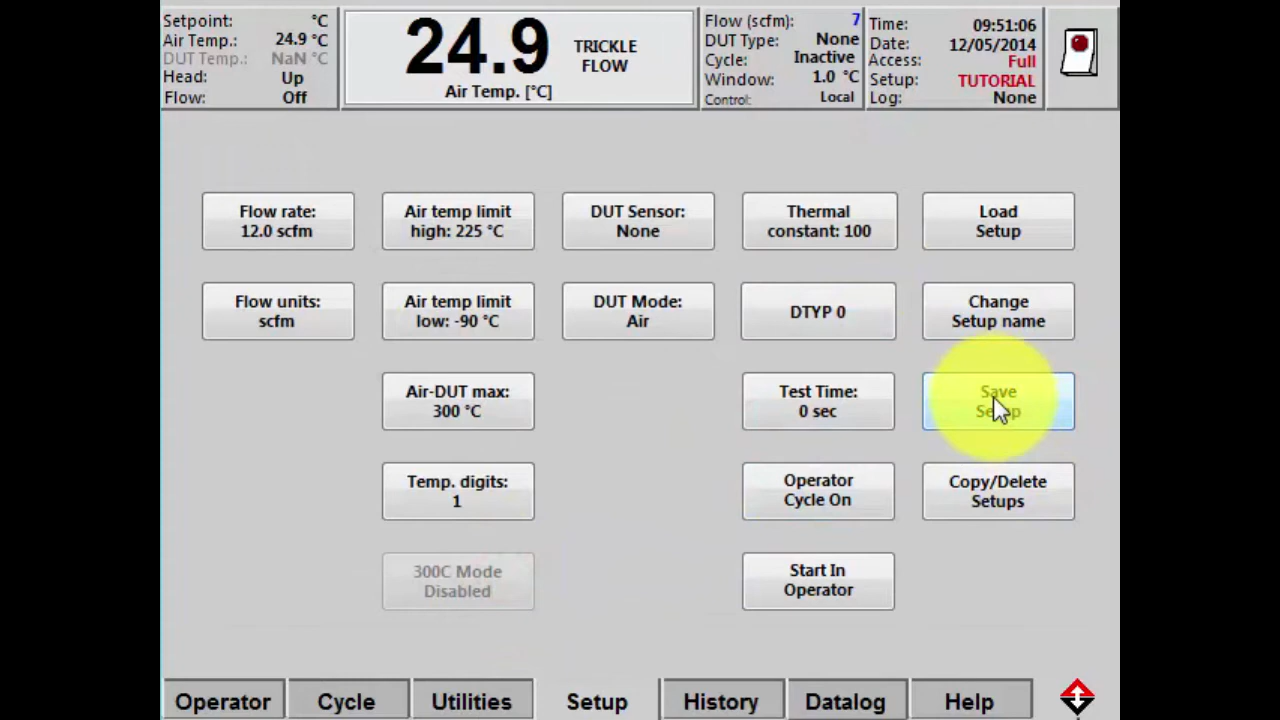 Setpoint: °C
Air Temp.: 24.9 °C
DUT Temp.: NaN °C
Head: Up
Flow: Off
24.9
TRICKLE
FLOW
Air Temp. [°C]
Flow (scfm): 7
DUT Type: None
Cycle: Inactive
Window: 1.0 °C
Control: Local
Time: 09:51:06
Date: 12/05/2014
Access: Full
Setup: TUTORIAL
Log: None
Flow rate:
12.0 scfm
Air temp limit
high: 225 °C
DUT Sensor:
None
Thermal
constant: 100
Load
Setup
Flow units:
scfm
Air temp limit
low: -90 °C
DUT Mode:
Air
DTYP 0
Change
Setup name
Air-DUT max:
300 °C
Test Time:
0 sec
Save
Setup
Temp. digits:
1
Operator
Cycle On
Copy/Delete
Setups
300C Mode
Disabled
Start In
Operator
Operator
Cycle
Utilities
Setup
History
Datalog
Help